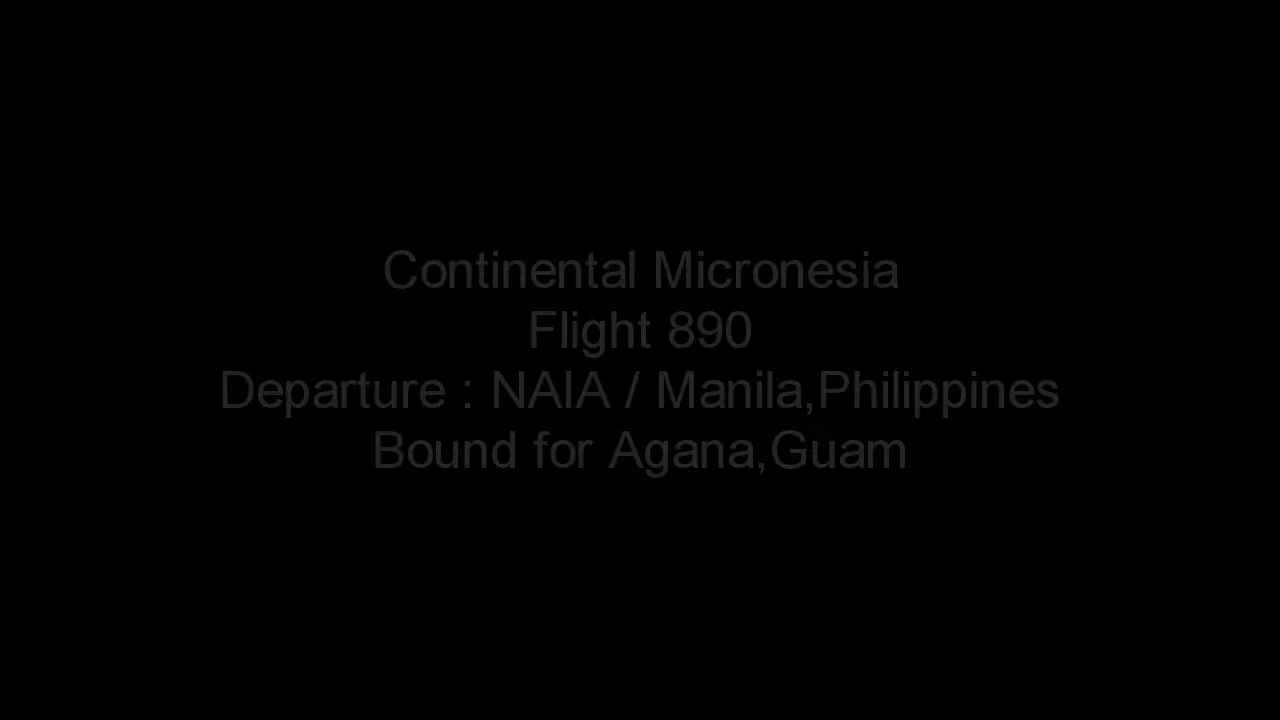 Continental Micronesia
Flight 890
Departure : NAIA / Manila,Philippines
Bound for Agana,Guam